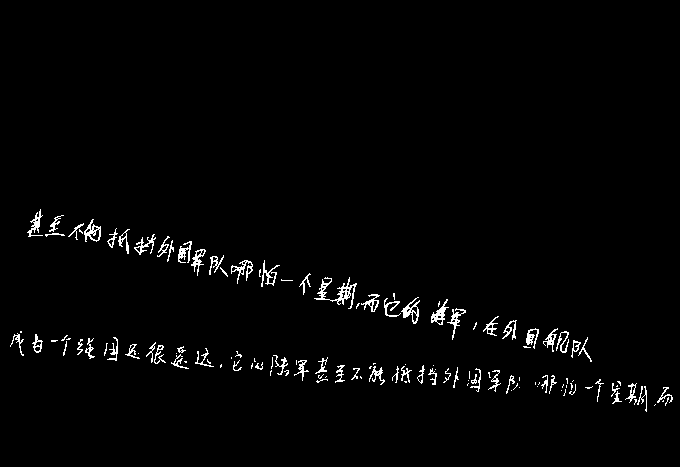 甚至不能抵挡外国军队哪怕一个星期,而它的海军,在外国舰队
成为一个强国还很遥远.它的陆军甚至不能抵挡外国军队哪怕一个星期而